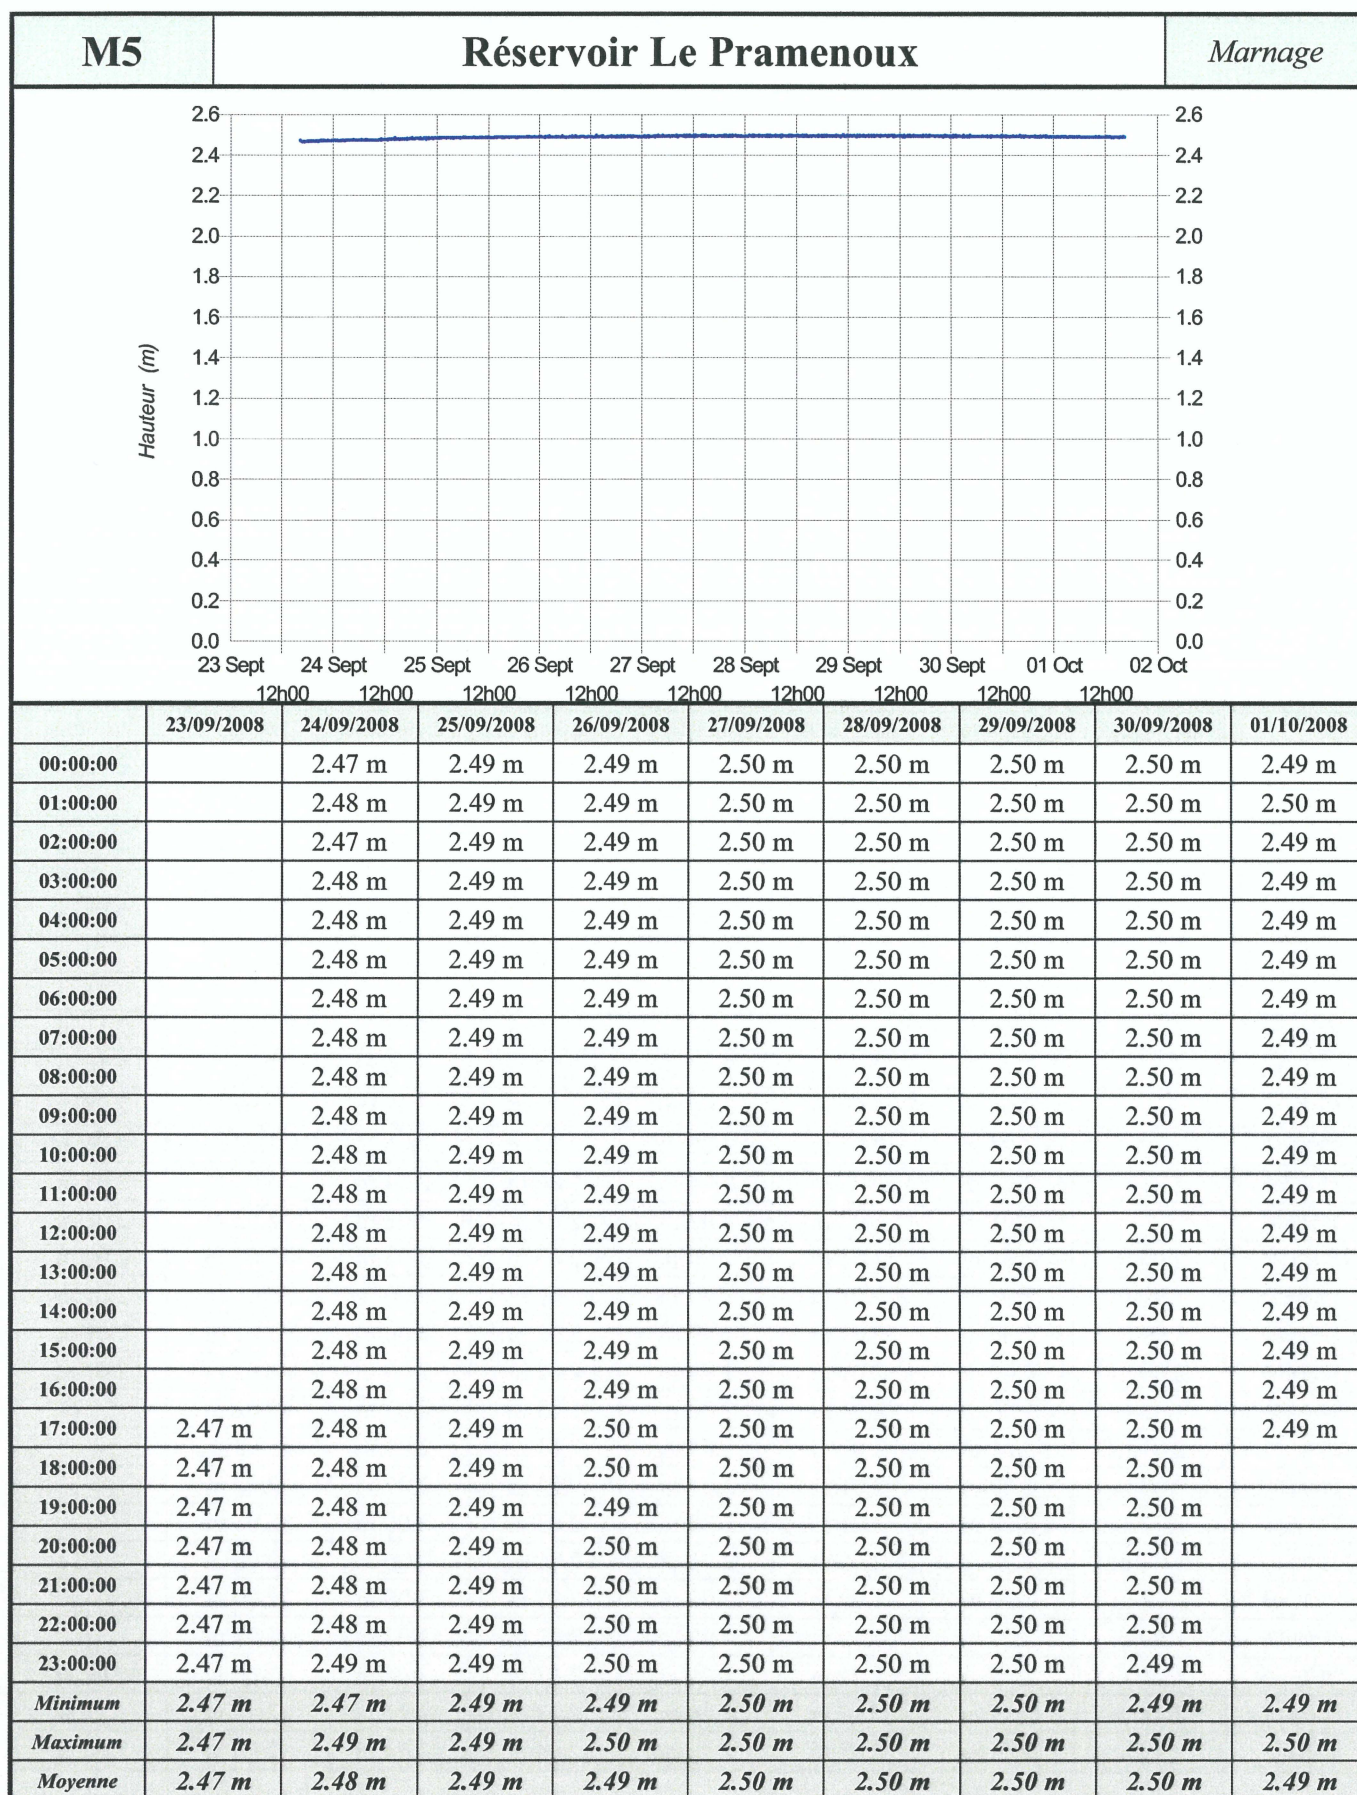 M5 Réservoir Le Pramenoux Marnage
2.6 2.6
2.4 2.4
2.2 2.2
2.0 2.0
1.8 1.8
1.6 1.6
1.4 1.4
1.2 1.2
1.0 1.0
0.8 0.8
0.6 0.6
0.4 0.4
0.2 0.2
0.0 0.0
Hauteur (m)
23 Sept 24 Sept 25 Sept 26 Sept 27 Sept 28 Sept 29 Sept 30 Sept 01 Oct 02 Oct
12h00 12h00 12h00 12h00 12h00 12h00 12h00 12h00 12h00
23/09/2008 24/09/2008 25/09/2008 26/09/2008 27/09/2008 28/09/2008 29/09/2008 30/09/2008 01/10/2008
00:00:00 2.47 m 2.49 m 2.49 m 2.50 m 2.50 m 2.50 m 2.50 m 2.49 m
01:00:00 2.48 m 2.49 m 2.49 m 2.50 m 2.50 m 2.50 m 2.50 m 2.50 m
02:00:00 2.47 m 2.49 m 2.49 m 2.50 m 2.50 m 2.50 m 2.50 m 2.49 m
03:00:00 2.48 m 2.49 m 2.49 m 2.50 m 2.50 m 2.50 m 2.50 m 2.49 m
04:00:00 2.48 m 2.49 m 2.49 m 2.50 m 2.50 m 2.50 m 2.50 m 2.49 m
05:00:00 2.48 m 2.49 m 2.49 m 2.50 m 2.50 m 2.50 m 2.50 m 2.49 m
06:00:00 2.48 m 2.49 m 2.49 m 2.50 m 2.50 m 2.50 m 2.50 m 2.49 m
07:00:00 2.48 m 2.49 m 2.49 m 2.50 m 2.50 m 2.50 m 2.50 m 2.49 m
08:00:00 2.48 m 2.49 m 2.49 m 2.50 m 2.50 m 2.50 m 2.50 m 2.49 m
09:00:00 2.48 m 2.49 m 2.49 m 2.50 m 2.50 m 2.50 m 2.50 m 2.49 m
10:00:00 2.48 m 2.49 m 2.49 m 2.50 m 2.50 m 2.50 m 2.50 m 2.49 m
11:00:00 2.48 m 2.49 m 2.49 m 2.50 m 2.50 m 2.50 m 2.50 m 2.49 m
12:00:00 2.48 m 2.49 m 2.49 m 2.50 m 2.50 m 2.50 m 2.50 m 2.49 m
13:00:00 2.48 m 2.49 m 2.49 m 2.50 m 2.50 m 2.50 m 2.50 m 2.49 m
14:00:00 2.48 m 2.49 m 2.49 m 2.50 m 2.50 m 2.50 m 2.50 m 2.49 m
15:00:00 2.48 m 2.49 m 2.49 m 2.50 m 2.50 m 2.50 m 2.50 m 2.49 m
16:00:00 2.48 m 2.49 m 2.49 m 2.50 m 2.50 m 2.50 m 2.50 m 2.49 m
17:00:00 2.47 m 2.48 m 2.49 m 2.50 m 2.50 m 2.50 m 2.50 m 2.50 m 2.49 m
18:00:00 2.47 m 2.48 m 2.49 m 2.50 m 2.50 m 2.50 m 2.50 m 2.50 m
19:00:00 2.47 m 2.48 m 2.49 m 2.49 m 2.50 m 2.50 m 2.50 m 2.50 m
20:00:00 2.47 m 2.48 m 2.49 m 2.50 m 2.50 m 2.50 m 2.50 m 2.50 m
21:00:00 2.47 m 2.48 m 2.49 m 2.50 m 2.50 m 2.50 m 2.50 m 2.50 m
22:00:00 2.47 m 2.48 m 2.49 m 2.50 m 2.50 m 2.50 m 2.50 m 2.50 m
23:00:00 2.47 m 2.49 m 2.49 m 2.50 m 2.50 m 2.50 m 2.50 m 2.49 m
Minimum 2.47 m 2.47 m 2.49 m 2.49 m 2.50 m 2.50 m 2.50 m 2.49 m 2.49 m
Maximum 2.47 m 2.49 m 2.49 m 2.50 m 2.50 m 2.50 m 2.50 m 2.50 m 2.50 m
Moyenne 2.47 m 2.48 m 2.49 m 2.49 m 2.50 m 2.50 m 2.50 m 2.50 m 2.49 m